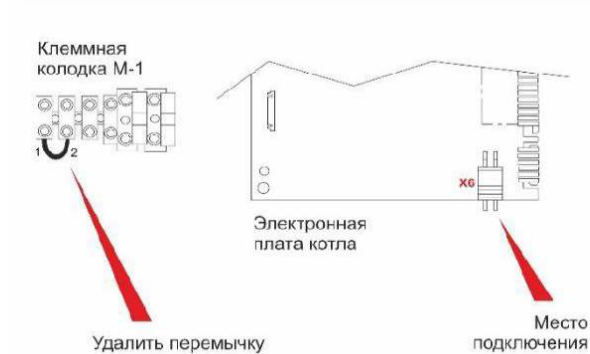 Клеммная
колодка М-1
1 2
X6
Электронная
плата котла
Удалить перемычку
Место
подключения